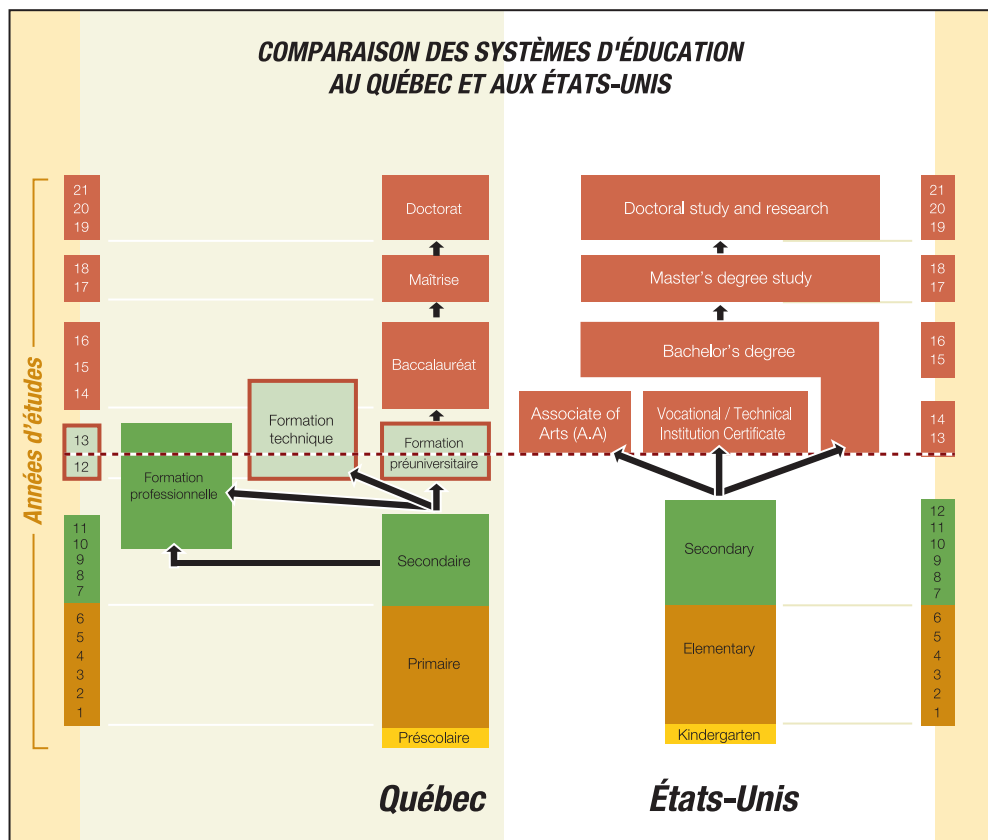 COMPARAISON DES SYSTÈMES D'ÉDUCATION
AU QUÉBEC ET AUX ÉTATS-UNIS
Années d'études
21
20
19
18
17
16
15
14
13
12
11
10
9
8
7
6
5
4
3
2
1
Doctorat
Maîtrise
Baccalauréat
Formation
technique
Formation
préuniversitaire
Formation
professionnelle
Secondaire
Primaire
Préscolaire
Québec
Doctoral study and research
Master's degree study
Bachelor's degree
Associate of
Arts (A.A)
Vocational / Technical
Institution Certificate
Secondary
Elementary
Kindergarten
États-Unis
21
20
19
18
17
16
15
14
13
12
11
10
9
8
7
6
5
4
3
2
1